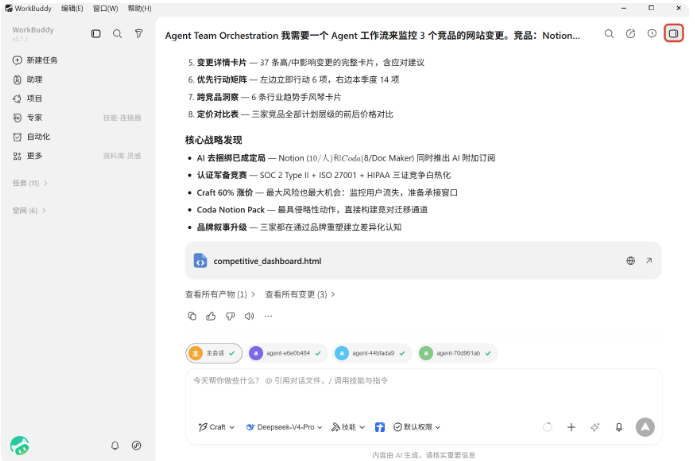 WorkBuddy 编辑(E) 窗口(W) 帮助(H)
WorkBuddy
Agent Team Orchestration 我需要一个 Agent 工作流来监控 3 个竞品的网站变更。竞品：Notion...
新建任务
助理
项目
专家 技能·连接器
自动化
更多 资料库·灵感
任务 (11) >
空间 (6) >
5. 变更详情卡片 — 37 条高/中影响变更的完整卡片，含应对建议
6. 优先行动矩阵 — 左边立即行动 6 项，右边本季度 14 项
7. 跨竞品洞察 — 6 条行业趋势手风琴卡片
8. 定价对比表 — 三家竞品全部计划层级的前后价格对比
核心战略发现
• AI 去捆绑已成定局 — Notion (10/人)和Coda(8/Doc Maker) 同时推出 AI 附加订阅
• 认证军备竞赛 — SOC 2 Type II + ISO 27001 + HIPAA 三证竞争白热化
• Craft 60% 涨价 — 最大风险也最大机会：监控用户流失，准备承接窗口
• Coda Notion Pack — 最具侵略性动作，直接构建竞对迁移通道
• 品牌叙事升级 — 三家都在通过品牌重塑建立差异化认知
competitive_dashboard.html
查看所有产物 (1) > 查看所有变更 (3) >
主会话 agent-e6e0b484 agent-44bfada9 agent-70d961ab
今天帮你做些什么？ @ 引用对话文件，/ 调用技能与指令
Craft Deepseek-V4-Pro 技能 默认权限
内容由 AI 生成，请核实重要信息